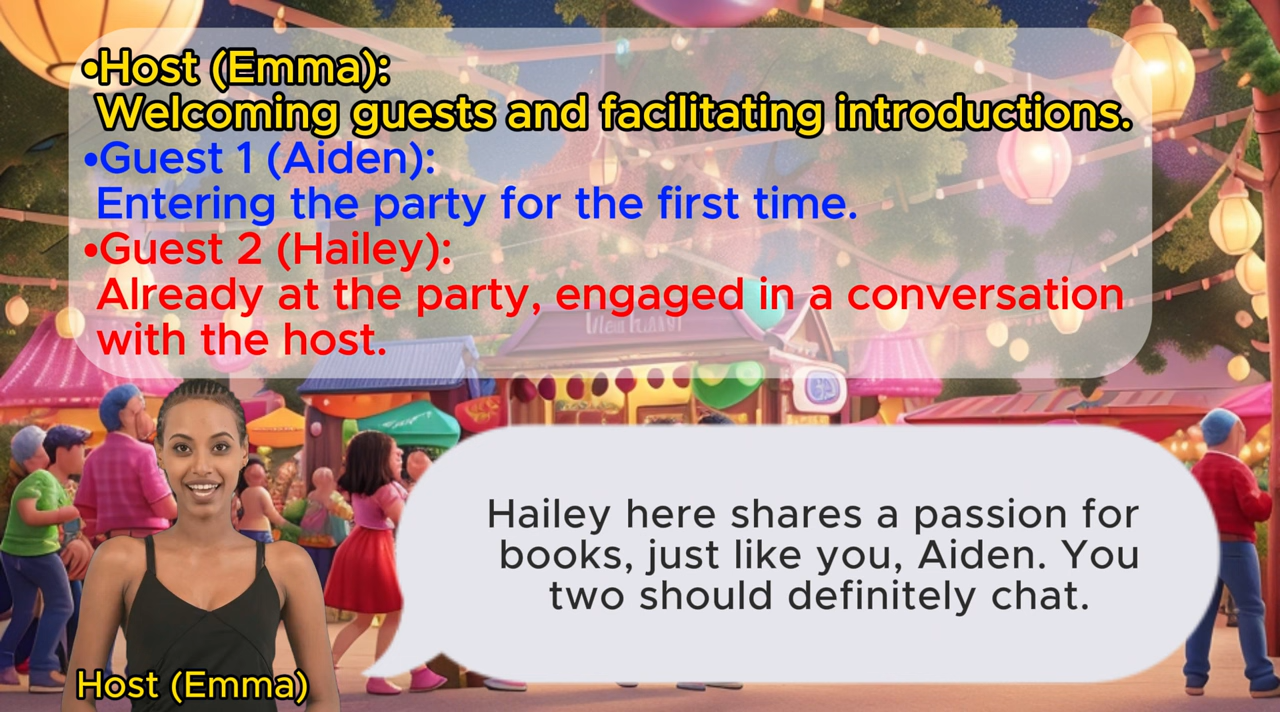 •Host (Emma):
Welcoming guests and facilitating introductions.
•Guest 1 (Aiden):
Entering the party for the first time.
•Guest 2 (Hailey):
Already at the party, engaged in a conversation
with the host.
Hailey here shares a passion for
books, just like you, Aiden. You
two should definitely chat.
Host (Emma)